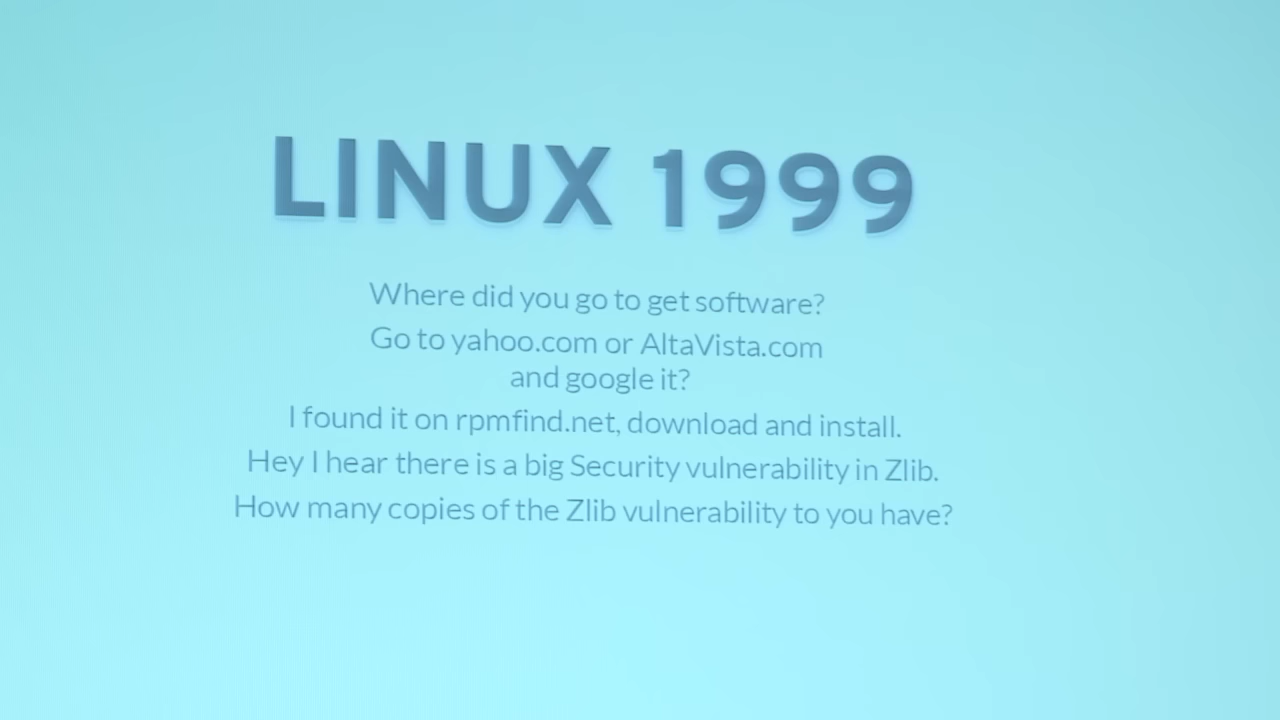 LINUX 1999
Where did you go to get software?
Go to yahoo.com or AltaVista.com
and google it?
I found it on rpmfind.net, download and install.
Hey I hear there is a big Security vulnerability in Zlib.
How many copies of the Zlib vulnerability to you have?